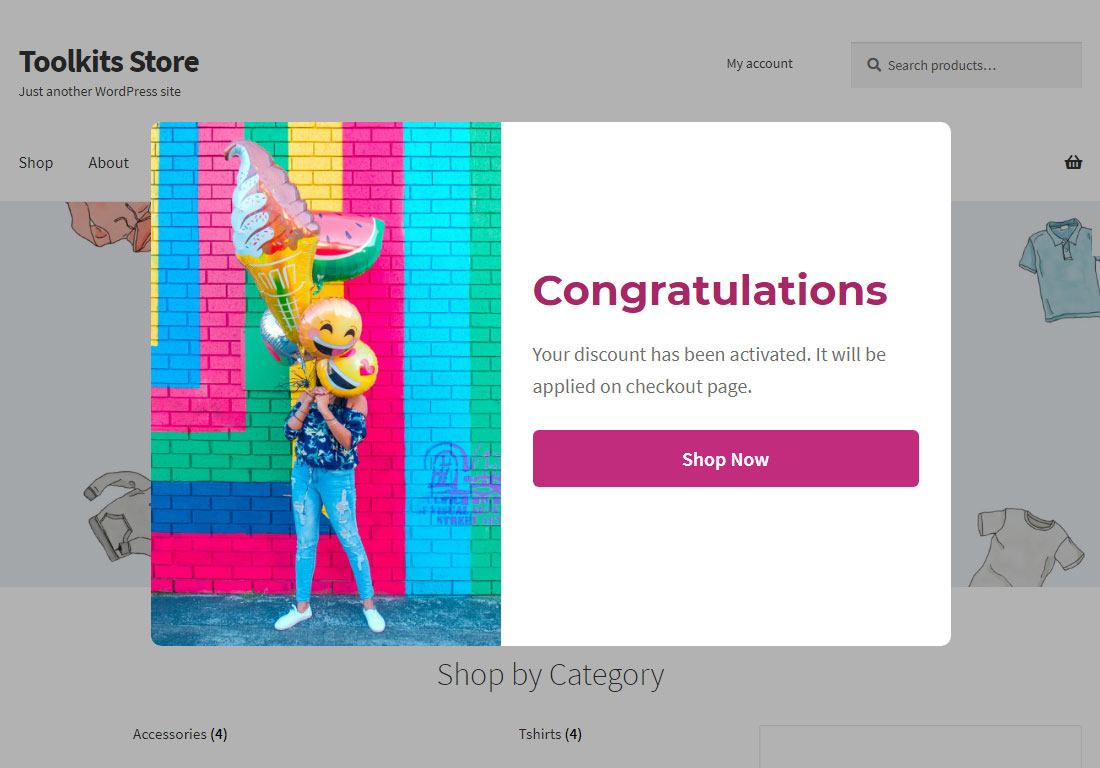 Toolkits Store
Just another WordPress site
My account
Search products…
Shop
About
Congratulations
Your discount has been activated. It will be
applied on checkout page.
Shop Now
Shop by Category
Accessories (4)
Tshirts (4)